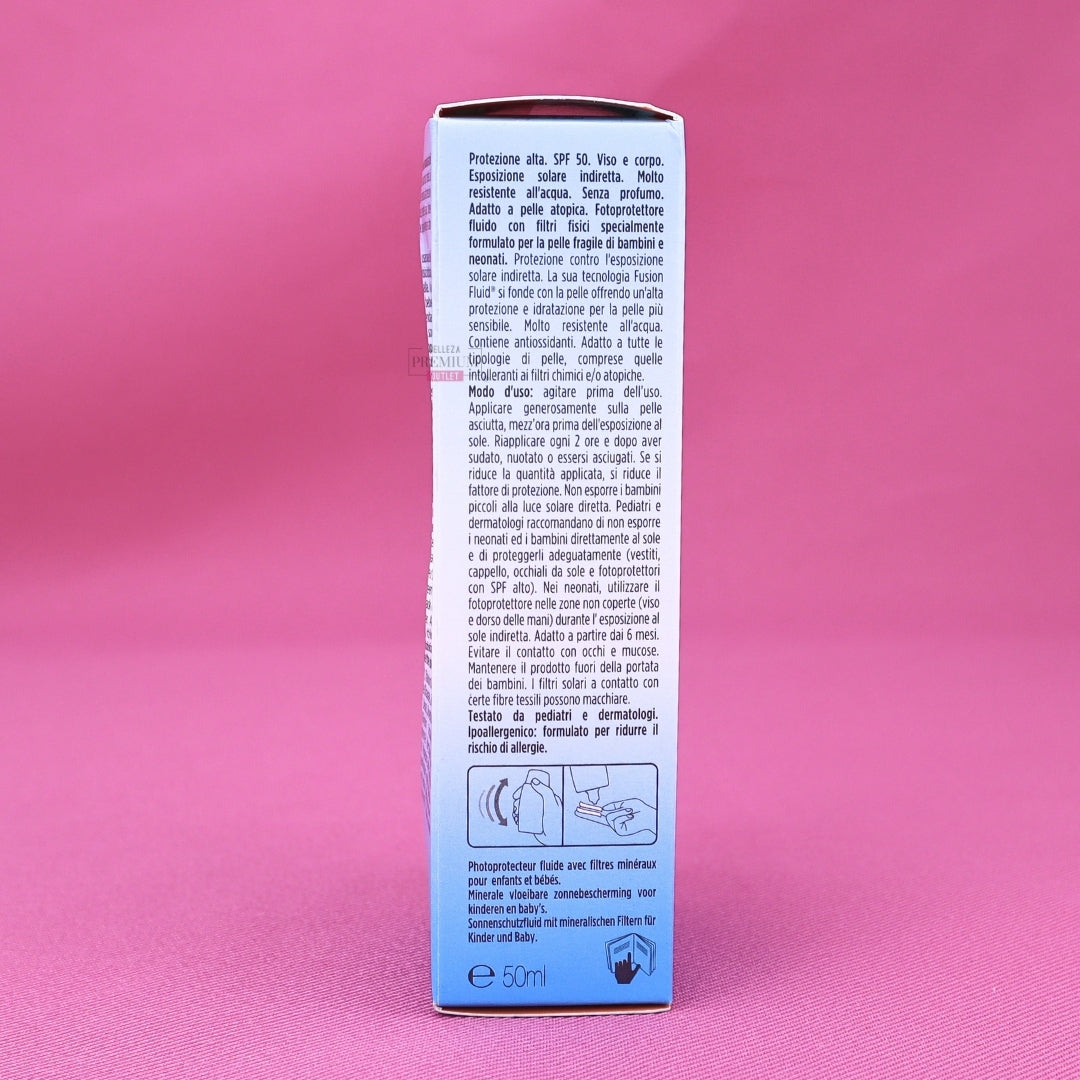 Protezione alta. SPF 50. Viso e corpo.
Esposizione solare indiretta. Molto
resistente all'acqua. Senza profumo.
Adatto a pelle atopica. Fotoprotettore
fluido con filtri fisici specialmente
formulato per la pelle fragile di bambini e
neonati. Protezione contro l'esposizione
solare indiretta. La sua tecnologia Fusion
Fluid® si fonde con la pelle offrendo un'alta
protezione e idratazione per la pelle più
sensibile. Molto resistente all'acqua.
Contiene antiossidanti. Adatto a tutte le
tipologie di pelle, comprese quelle
intolleranti ai filtri chimici e/o atopiche.
Modo d'uso: agitare prima dell'uso.
Applicare generosamente sulla pelle
asciutta, mezz'ora prima dell'esposizione al
sole. Riapplicare ogni 2 ore e dopo aver
sudato, nuotato o essersi asciugati. Se si
riduce la quantità applicata, si riduce il
fattore di protezione. Non esporre i bambini
piccoli alla luce solare diretta. Pediatri e
dermatologi raccomandano di non esporre
i neonati ed i bambini direttamente al sole
e di proteggerli adeguatamente (vestiti,
cappello, occhiali da sole e fotoprotettori
con SPF alto). Nei neonati, utilizzare il
fotoprotettore nelle zone non coperte (viso
e dorso delle mani) durante l' esposizione al
sole indiretta. Adatto a partire dai 6 mesi.
Evitare il contatto con occhi e mucose.
Mantenere il prodotto fuori della portata
dei bambini. I filtri solari a contatto con
certe fibre tessili possono macchiare.
Testato da pediatri e dermatologi.
Ipoallergenico: formulato per ridurre il
rischio di allergie.
Photoprotecteur fluide avec filtres minéraux
pour enfants et bébés.
Minerale vloeibare zonnebescherming voor
kinderen en baby's.
Sonnenschutzfluid mit mineralischen Filtern für
Kinder und Baby.
℮ 50ml
BELLEZA
PREMIUM
OUTLET